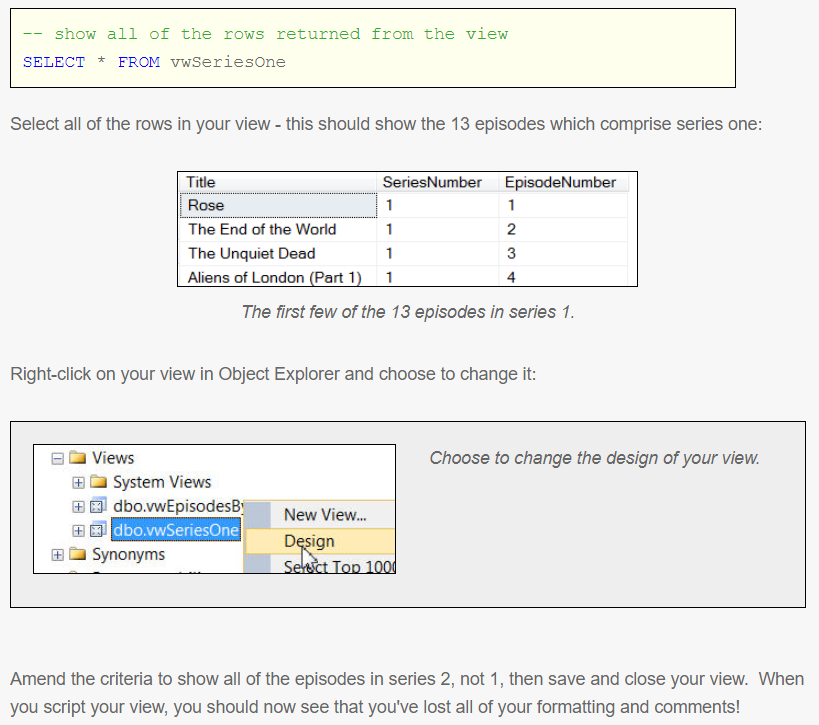 -- show all of the rows returned from the view
SELECT * FROM vwSeriesOne
Select all of the rows in your view - this should show the 13 episodes which comprise series one:
Title SeriesNumber EpisodeNumber
Rose 1 1
The End of the World 1 2
The Unquiet Dead 1 3
Aliens of London (Part 1) 1 4
The first few of the 13 episodes in series 1.
Right-click on your view in Object Explorer and choose to change it:
Choose to change the design of your view.
Views
System Views
dbo.vwEpisodesBy
dbo.vwSeriesOne
Synonyms
New View...
Design
Select Top 1000
Amend the criteria to show all of the episodes in series 2, not 1, then save and close your view. When
you script your view, you should now see that you've lost all of your formatting and comments!